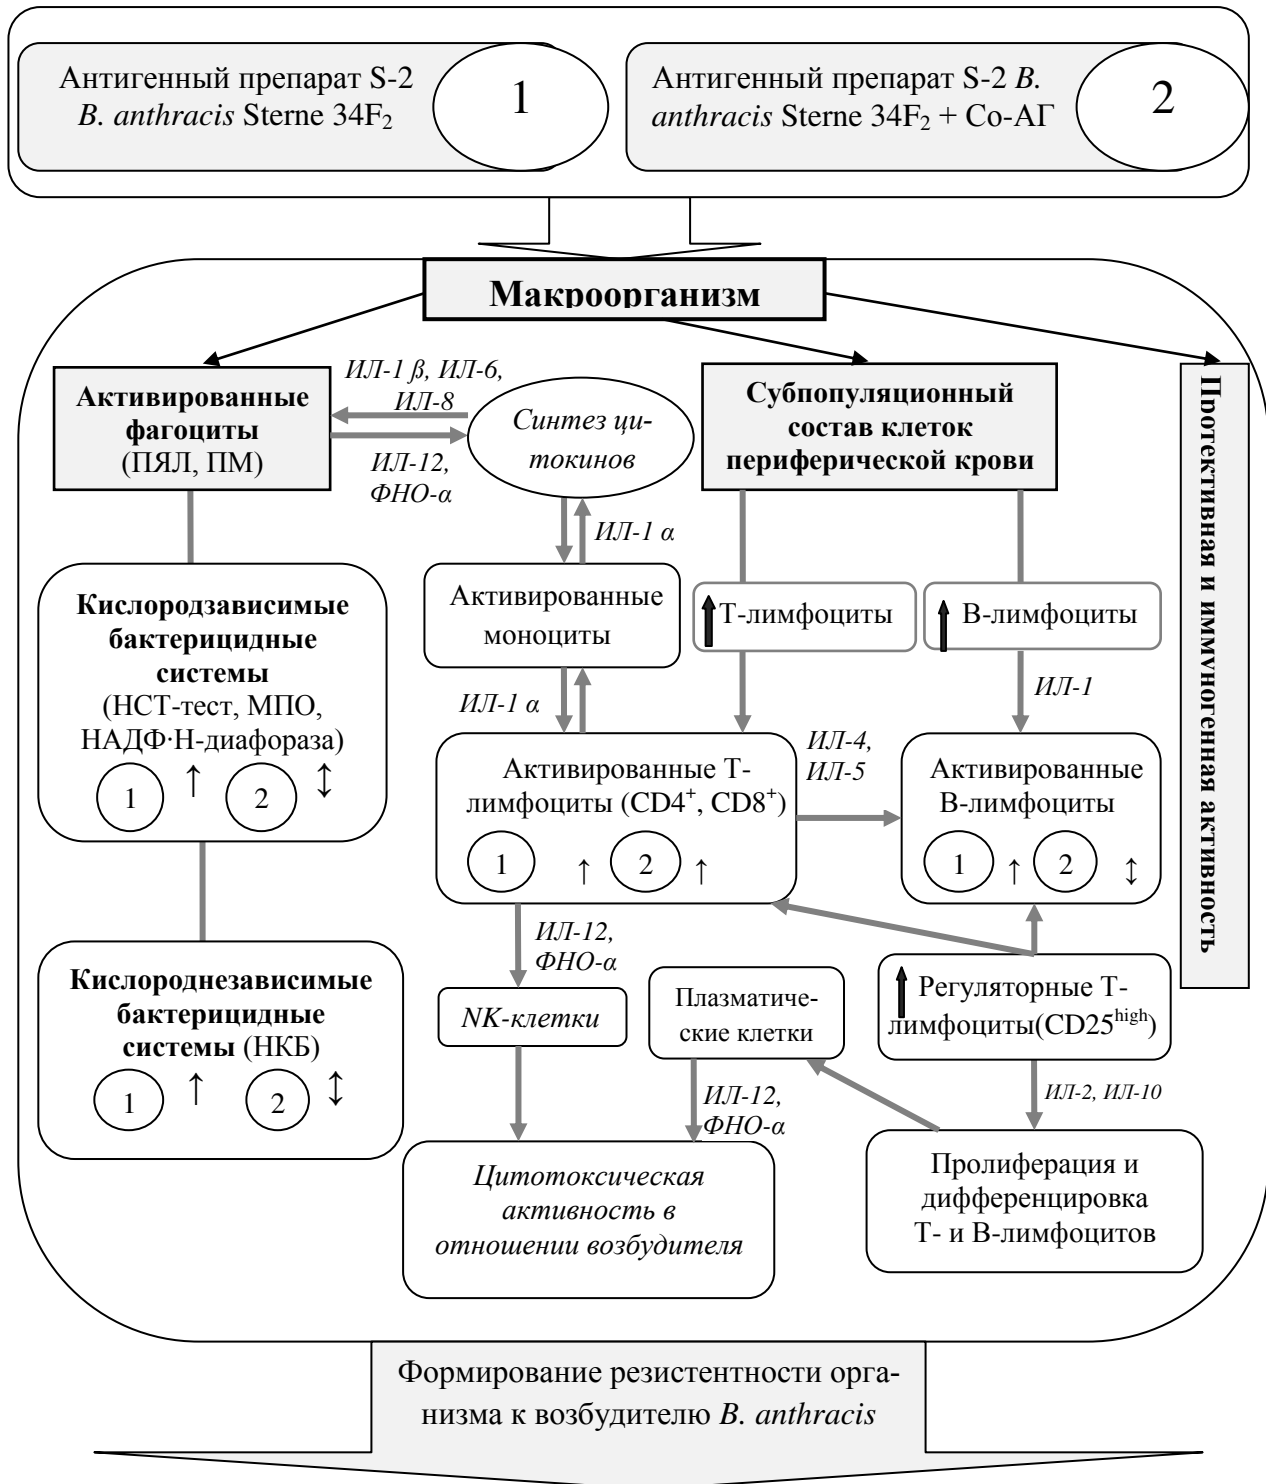 Антигенный препарат S-2
B. anthracis Sterne 34F₂
1
Антигенный препарат S-2 B.
anthracis Sterne 34F₂ + Со-АГ
2
Макроорганизм
Активированные
фагоциты
(ПЯЛ, ПМ)
ИЛ-1 β, ИЛ-6,
ИЛ-8
ИЛ-12,
ФНО-α
Синтез ци-
токинов
Субпопуляционный
состав клеток
периферической крови
Протективная и иммуногенная активность
ИЛ-1 α
Кислородзависимые
бактерицидные
системы
(НСТ-тест, МПО,
НАДФ·Н-диафораза)
1 ↑ 2 ↕
Активированные
моноциты
Т-лимфоциты
В-лимфоциты
ИЛ-1 α
ИЛ-1
Активированные Т-
лимфоциты (CD4⁺, CD8⁺)
1 ↑ 2 ↑
ИЛ-4,
ИЛ-5
Активированные
В-лимфоциты
1 ↑ 2 ↕
Кислороднезависимые
бактерицидные
системы (НКБ)
1 ↑ 2 ↕
ИЛ-12,
ФНО-α
NK-клетки
Плазматиче-
ские клетки
Регуляторные Т-
лимфоциты(CD25ʰⁱᵍʰ)
ИЛ-12,
ФНО-α
ИЛ-2, ИЛ-10
Цитотоксическая
активность в
отношении возбудителя
Пролиферация и
дифференцировка
Т- и В-лимфоцитов
Формирование резистентности орга-
низма к возбудителю B. anthracis